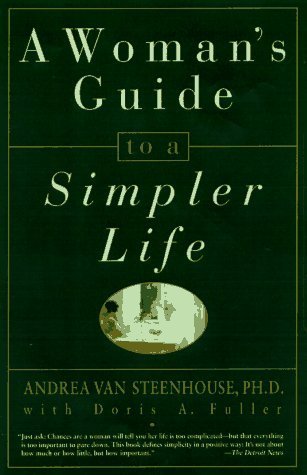 A Woman's
Guide
to a
Simpler
Life
ANDREA VAN STEENHOUSE, PH.D.
with Doris A. Fuller
"Just ask: Chances are a woman will tell you her life is too complicated—but that everything
is too important to pare down. This book defines simplicity in a positive way: It's not about
how much or how little, but how important." —The Detroit News